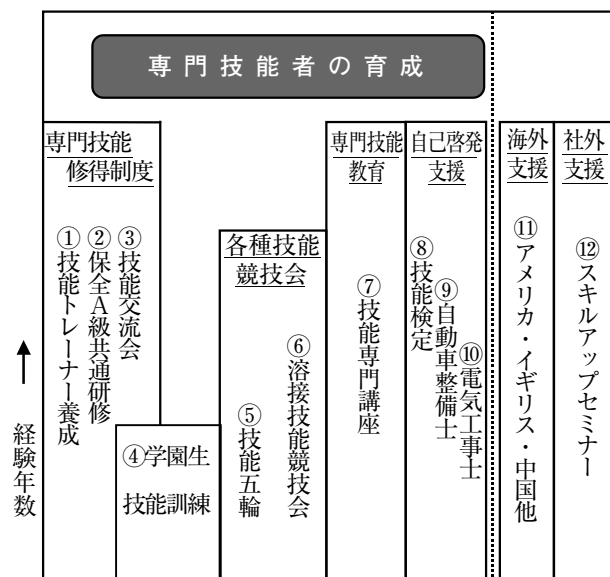 専門技能者の育成
専門技能
修得制度
①技能トレーナー養成
②保全A級共通研修
③技能交流会
④学園生
技能訓練
各種技能
競技会
⑤技能五輪
⑥溶接技能競技会
専門技能
教育
⑦技能専門講座
自己啓発
支援
⑧技能検定
⑨自動車整備士
⑩電気工事士
海外
支援
⑪アメリカ・イギリス・中国他
社外
支援
⑫スキルアップセミナー
経験年数